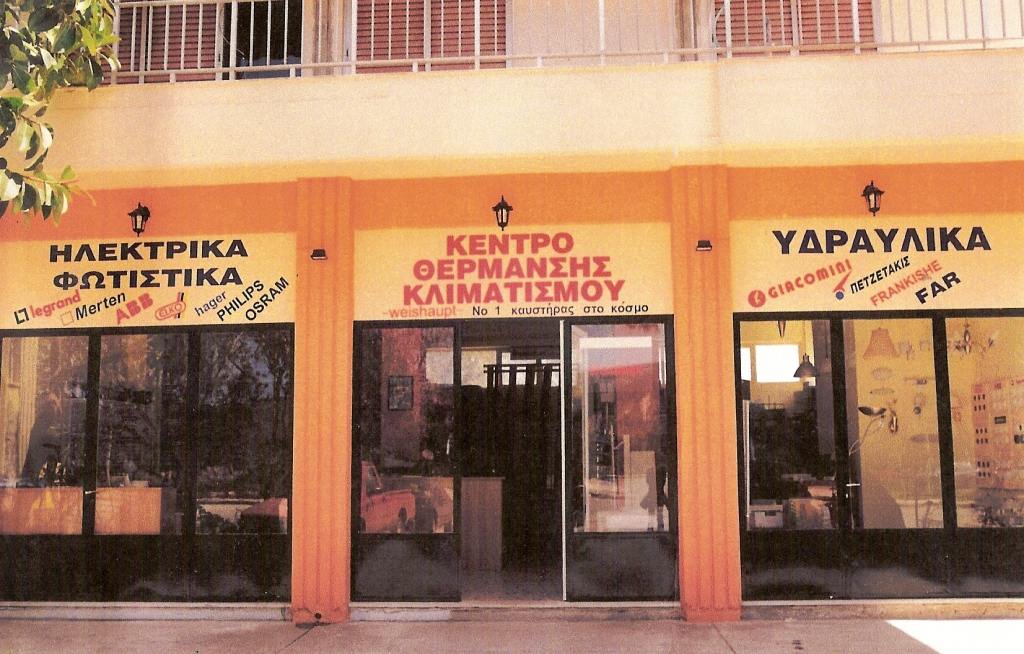 ΗΛΕΚΤΡΙΚΑ
ΦΩΤΙΣΤΙΚΑ
legrand Merten ABB EIKO hager PHILIPS OSRAM
ΚΕΝΤΡΟ
ΘΕΡΜΑΝΣΗΣ
ΚΛΙΜΑΤΙΣΜΟΥ
-weishaupt- Νο 1 καυστήρας στο κόσμο
ΥΔΡΑΥΛΙΚΑ
GIACOMINI ΠΕΤΖΕΤΑΚΙΣ FRANKISHE FAR